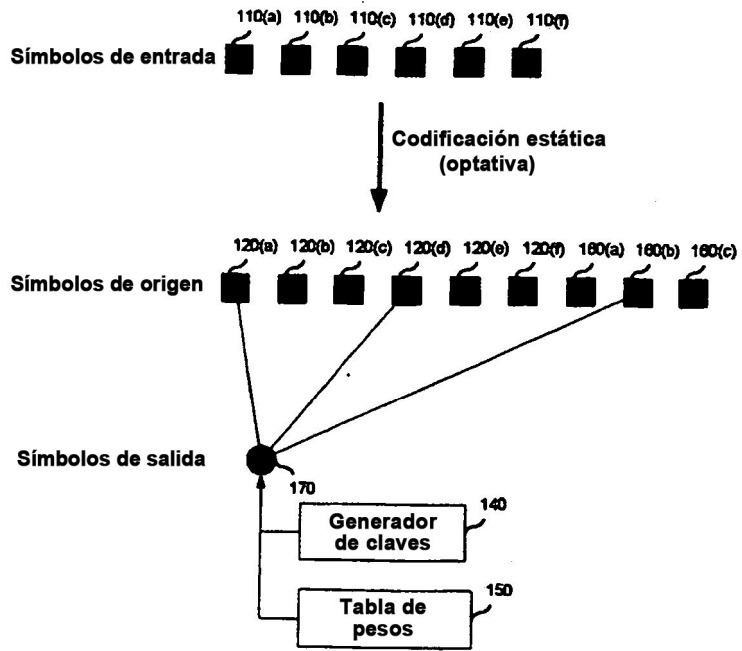 110(a) 110(b) 110(c) 110(d) 110(e) 110(f)
Símbolos de entrada
Codificación estática
(optativa)
120(a) 120(b) 120(c) 120(d) 120(e) 120(f) 160(a) 160(b) 160(c)
Símbolos de origen
Símbolos de salida
170
140
Generador
de claves
150
Tabla de
pesos